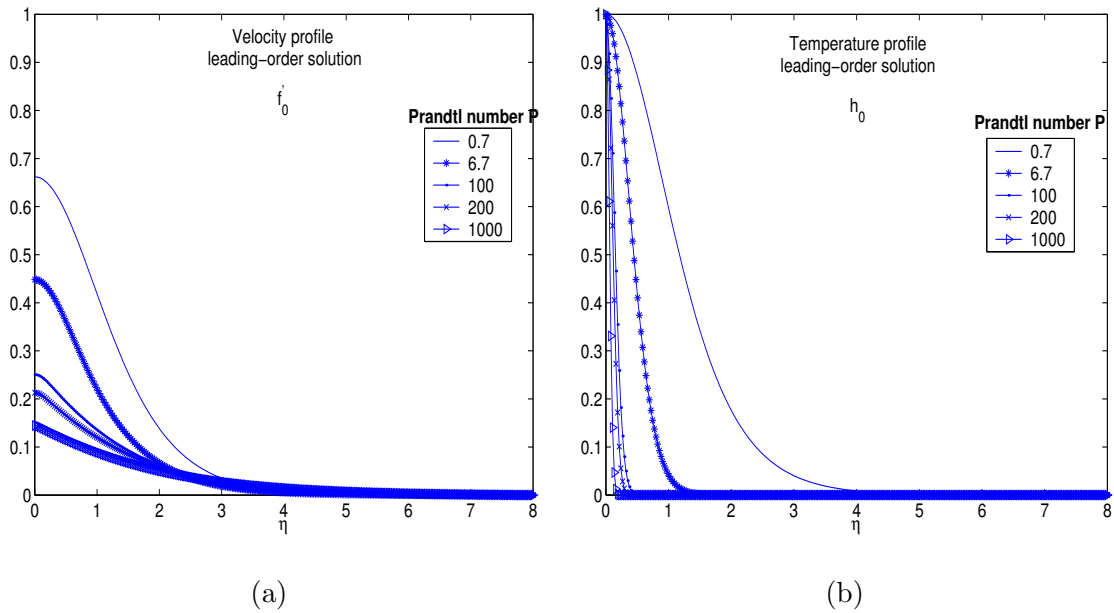 Velocity profile
leading−order solution
f'0
Prandtl number P
0.7
6.7
100
200
1000
1
0.9
0.8
0.7
0.6
0.5
0.4
0.3
0.2
0.1
0
0 1 2 3 4 5 6 7 8
η
(a)
Temperature profile
leading−order solution
h0
Prandtl number P
0.7
6.7
100
200
1000
1
0.9
0.8
0.7
0.6
0.5
0.4
0.3
0.2
0.1
0
0 1 2 3 4 5 6 7 8
η
(b)